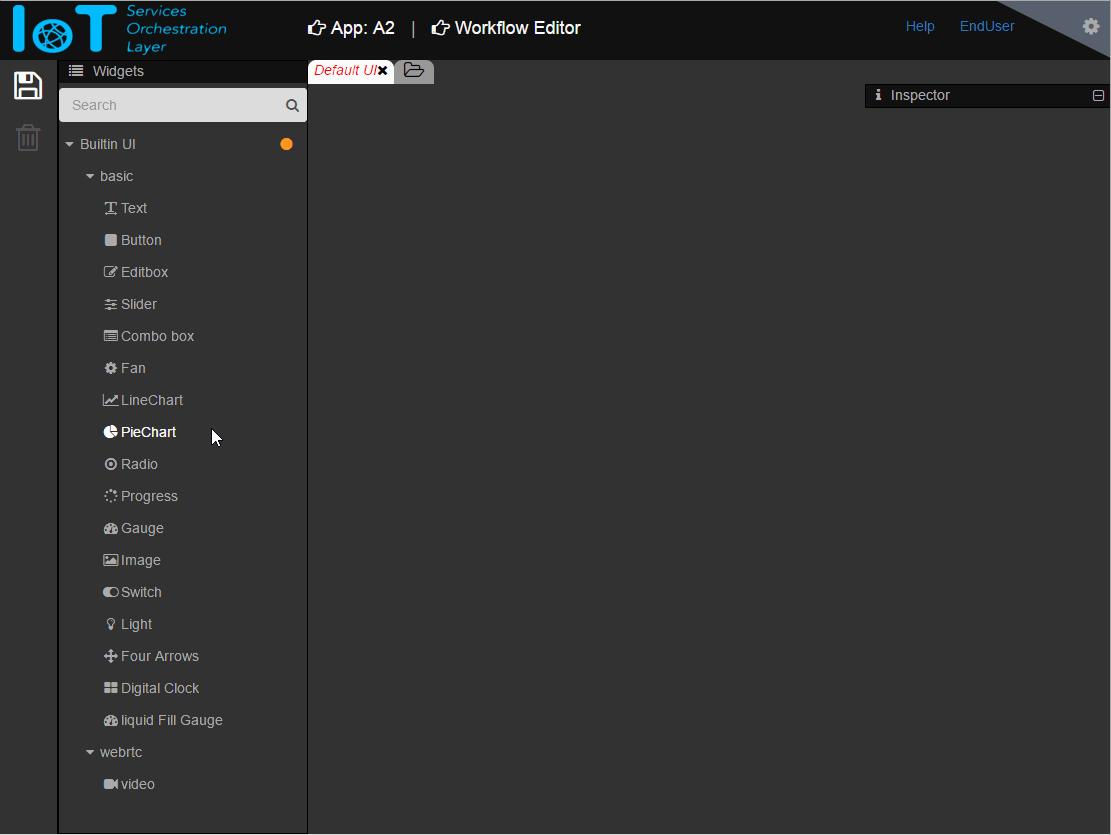 IoT Services
Orchestration
Layer
App: A2 | Workflow Editor
Help EndUser
Widgets
Default UI
Search
Inspector
Builtin UI
basic
Text
Button
Editbox
Slider
Combo box
Fan
LineChart
PieChart
Radio
Progress
Gauge
Image
Switch
Light
Four Arrows
Digital Clock
liquid Fill Gauge
webrtc
video